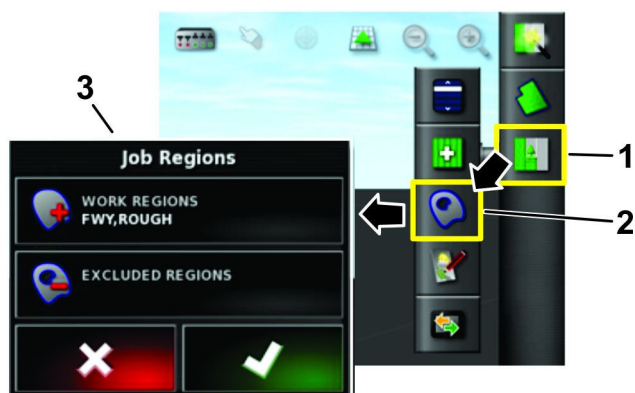 3
Job Regions
WORK REGIONS
FWY,ROUGH
EXCLUDED REGIONS
1
2